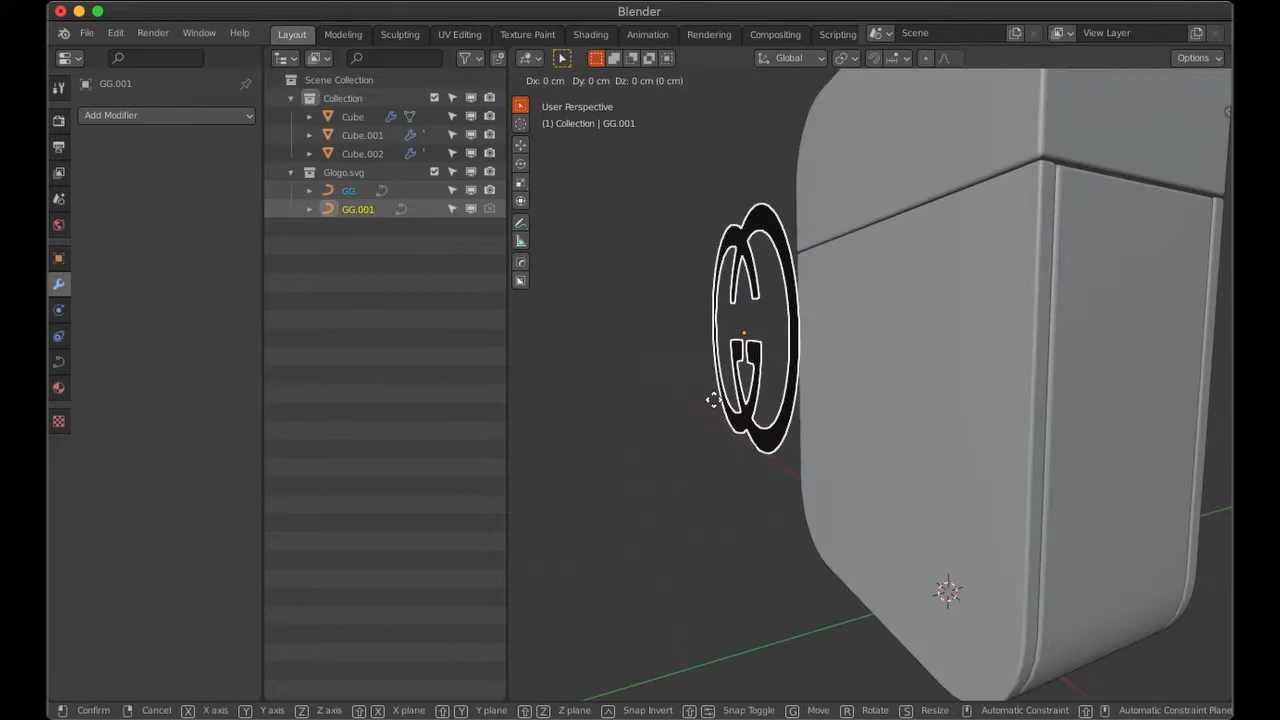 Blender
File Edit Render Window Help
Layout Modeling Sculpting UV Editing Texture Paint Shading Animation Rendering Compositing Scripting
Scene
View Layer
Global
Options
GG.001
Add Modifier
Scene Collection
Collection
Cube
Cube.001
Cube.002
Glogo.svg
GG
GG.001
Dx: 0 cm Dy: 0 cm Dz: 0 cm (0 cm)
User Perspective
(1) Collection | GG.001
Confirm Cancel X X axis Y Y axis Z Z axis X X plane Y Y plane Z Z plane Snap Invert Snap Toggle G Move R Rotate S Resize Automatic Constraint Automatic Constraint Plane